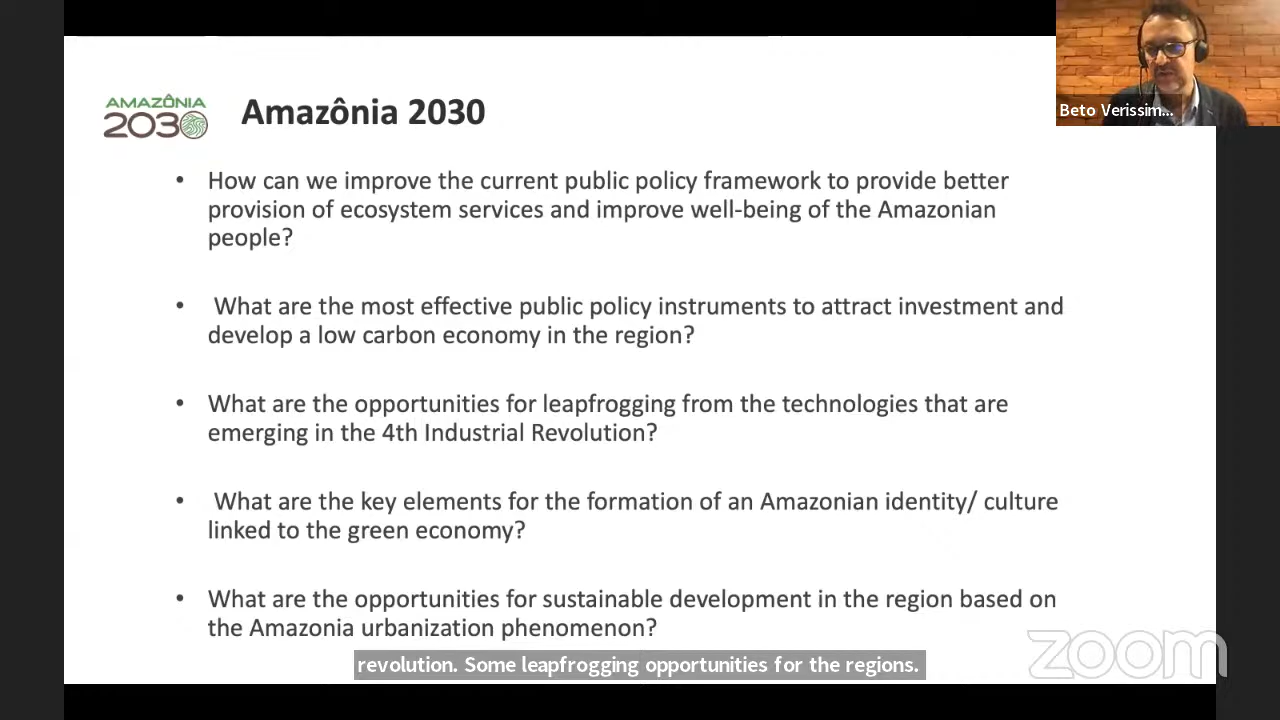 AMAZÔNIA
2030
Amazônia 2030
Beto Verissim...
• How can we improve the current public policy framework to provide better
provision of ecosystem services and improve well-being of the Amazonian
people?
• What are the most effective public policy instruments to attract investment and
develop a low carbon economy in the region?
• What are the opportunities for leapfrogging from the technologies that are
emerging in the 4th Industrial Revolution?
• What are the key elements for the formation of an Amazonian identity/ culture
linked to the green economy?
• What are the opportunities for sustainable development in the region based on
the Amazonia urbanization phenomenon?
revolution. Some leapfrogging opportunities for the regions.
zoom